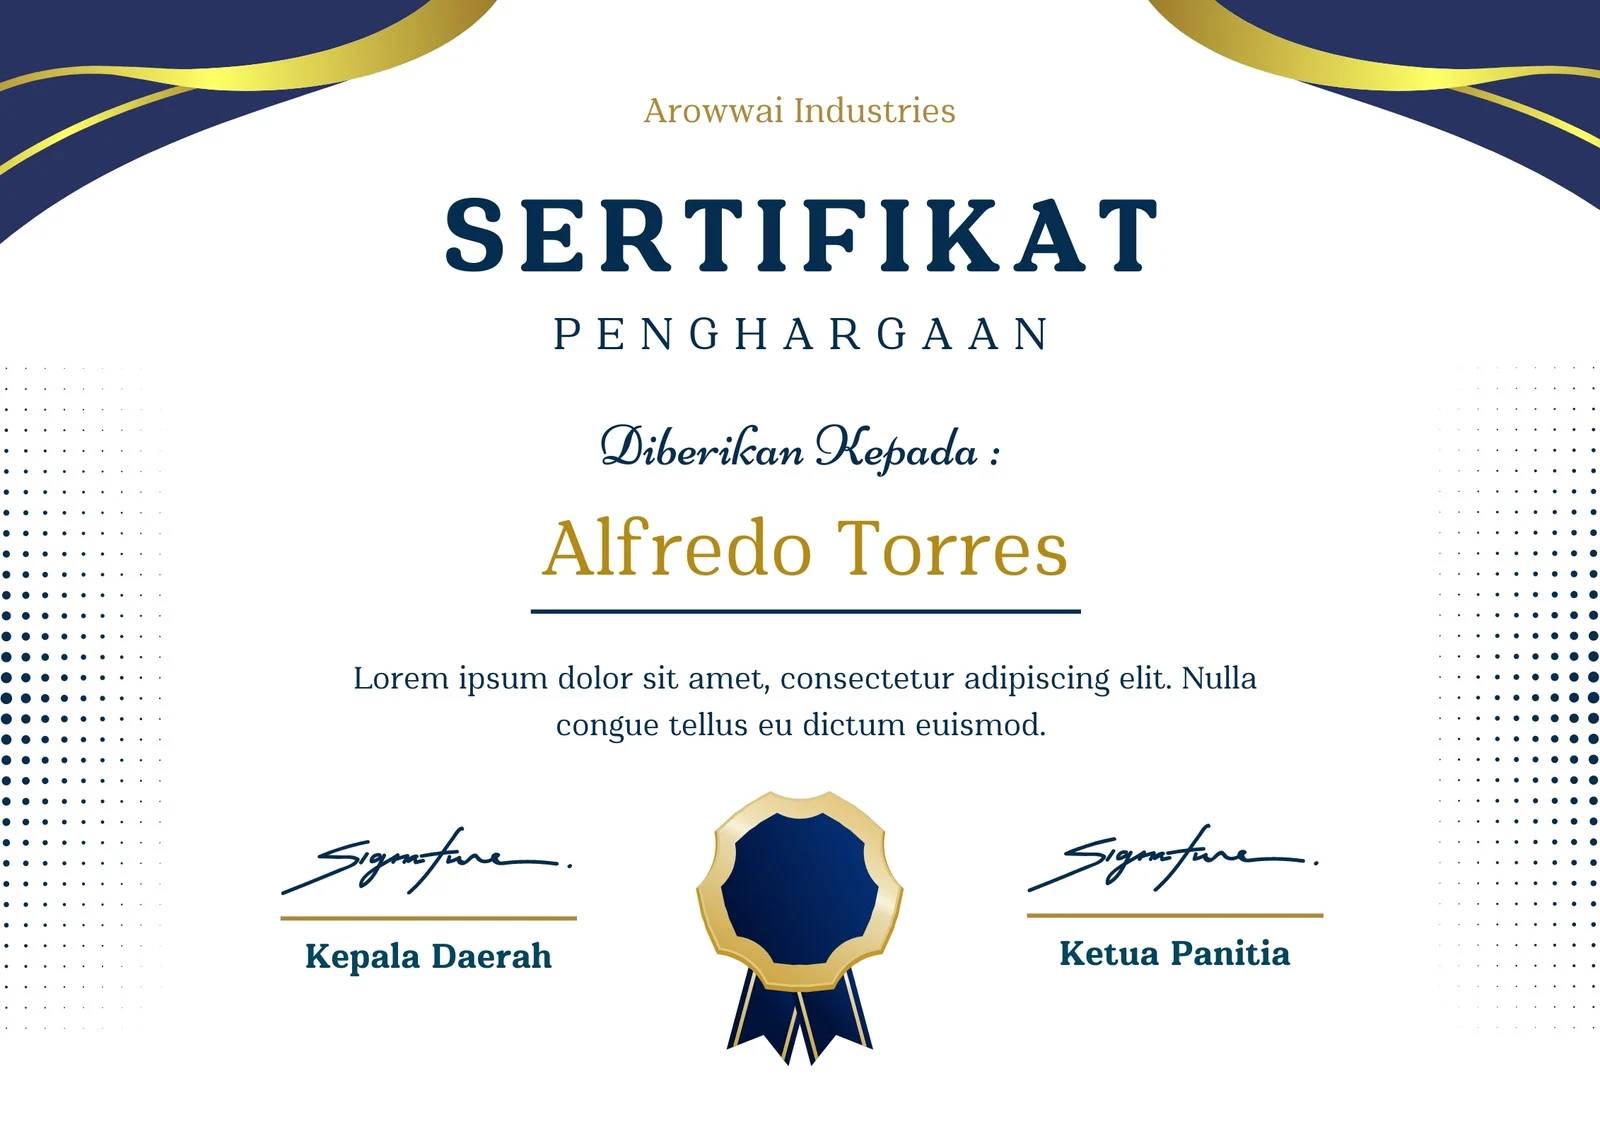 Arowwai Industries
SERTIFIKAT
PENGHARGAAN
Diberikan Kepada :
Alfredo Torres
Lorem ipsum dolor sit amet, consectetur adipiscing elit. Nulla
congue tellus eu dictum euismod.
Signature.
Signature.
Kepala Daerah
Ketua Panitia